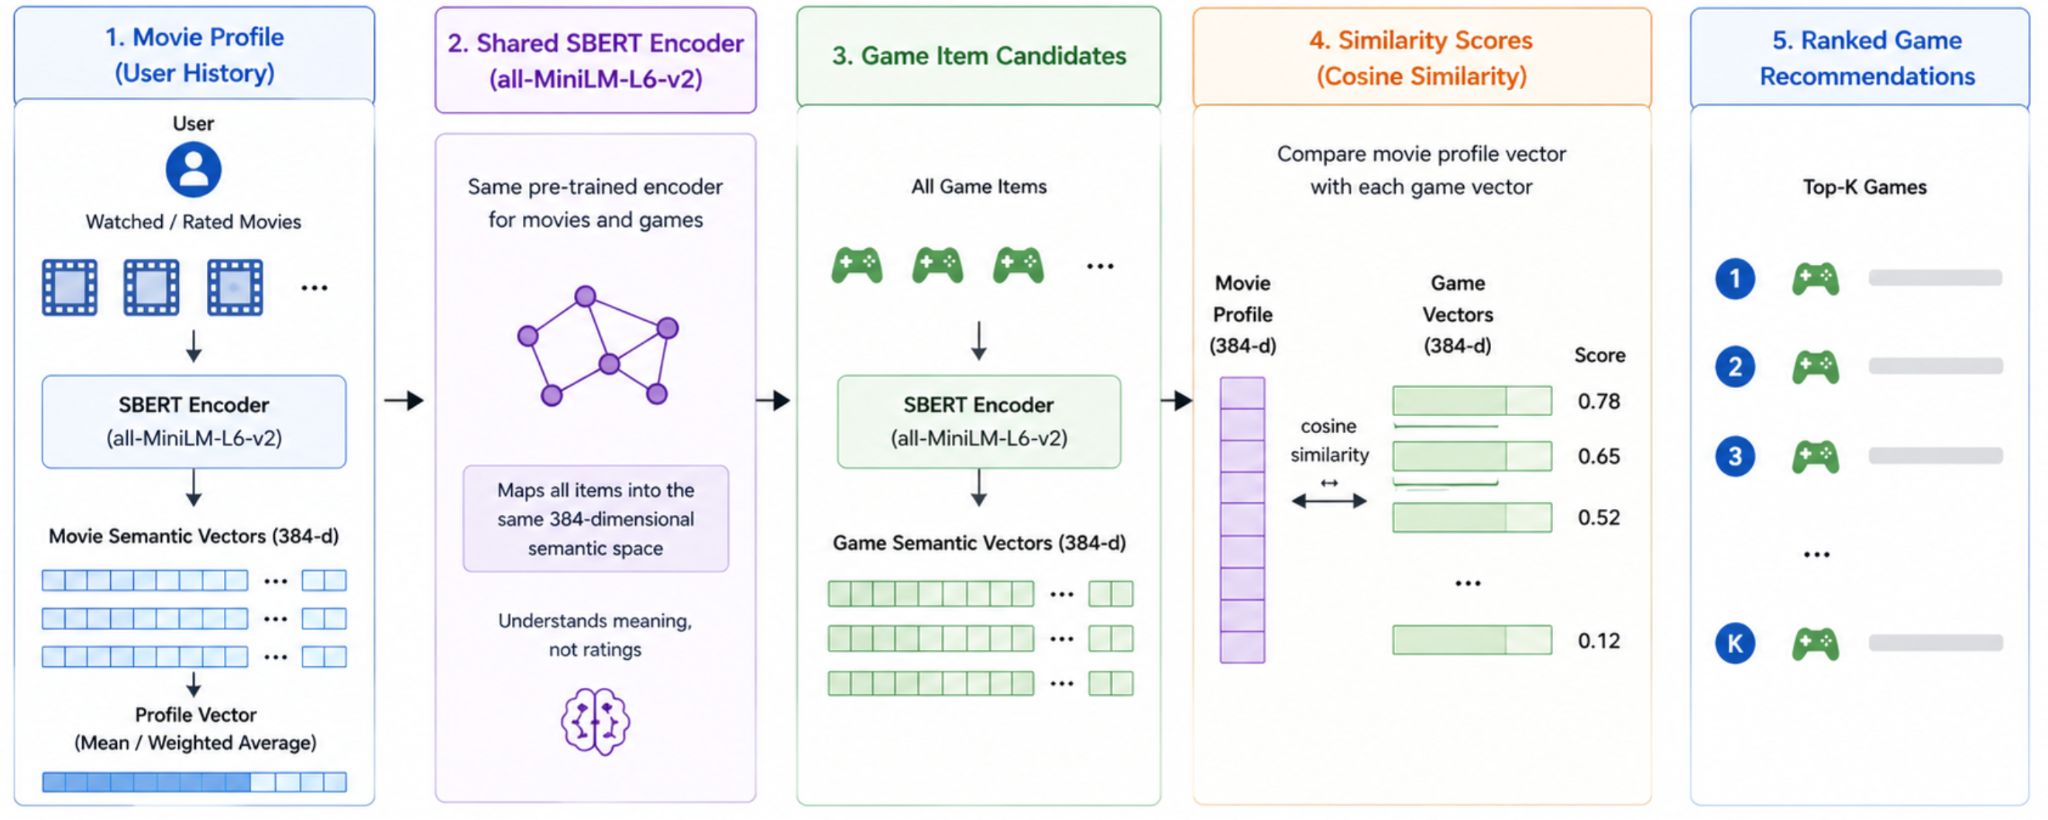 1. Movie Profile
(User History)
User
Watched / Rated Movies
...
SBERT Encoder
(all-MiniLM-L6-v2)
Movie Semantic Vectors (384-d)
...
...
...
Profile Vector
(Mean / Weighted Average)
2. Shared SBERT Encoder
(all-MiniLM-L6-v2)
Same pre-trained encoder
for movies and games
Maps all items into the
same 384-dimensional
semantic space
Understands meaning,
not ratings
3. Game Item Candidates
All Game Items
...
SBERT Encoder
(all-MiniLM-L6-v2)
Game Semantic Vectors (384-d)
...
...
...
4. Similarity Scores
(Cosine Similarity)
Compare movie profile vector
with each game vector
Movie
Profile
(384-d)
cosine
similarity
↔
Game
Vectors
(384-d)
Score
0.78
0.65
0.52
...
0.12
5. Ranked Game
Recommendations
Top-K Games
1
2
3
...
K